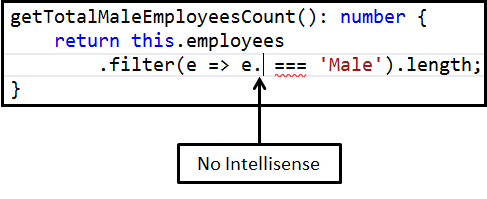 getTotalMaleEmployeesCount(): number {
    return this.employees
        .filter(e => e. === 'Male').length;
}
No Intellisense